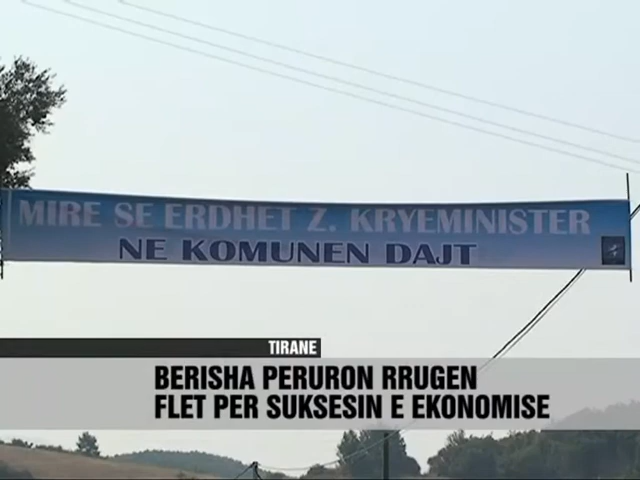 MIRE SE ERDHET Z. KRYEMINISTER
NE KOMUNEN DAJT
TIRANE
BERISHA PERURON RRUGEN
FLET PER SUKSESIN E EKONOMISE